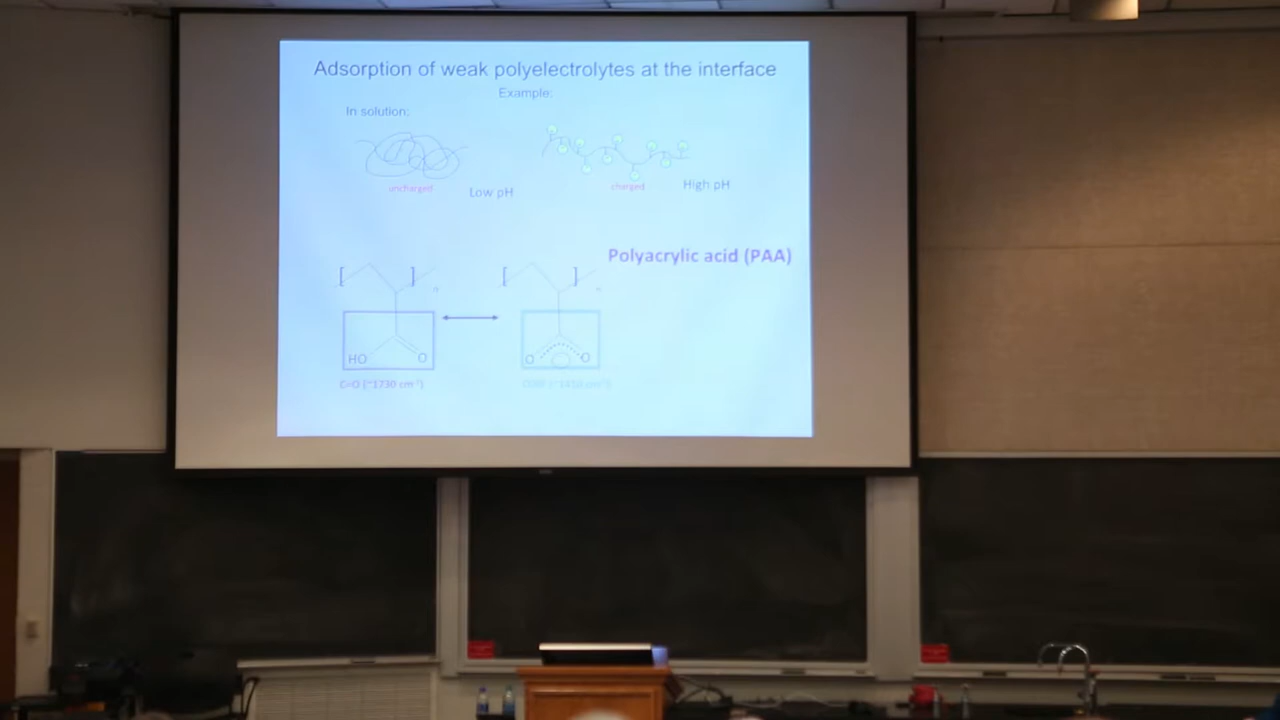 Adsorption of weak polyelectrolytes at the interface
Example:
In solution:
uncharged
Low pH
charged
High pH
Polyacrylic acid (PAA)
[ ]
[ ]
HO O
O O
C=O (~1730 cm⁻¹)